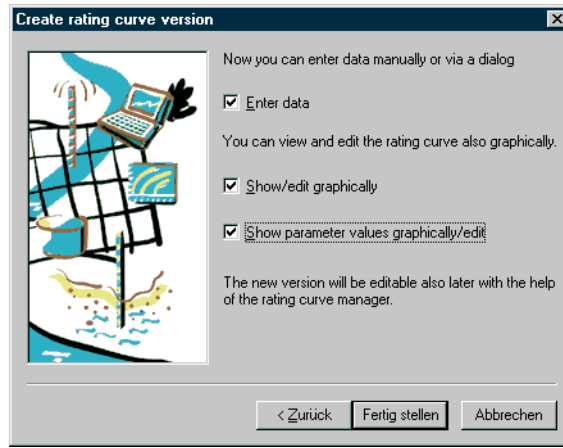 Create rating curve version
Now you can enter data manually or via a dialog
Enter data
You can view and edit the rating curve also graphically.
Show/edit graphically
Show parameter values graphically/edit
The new version will be editable also later with the help
of the rating curve manager.
< Zurück
Fertig stellen
Abbrechen